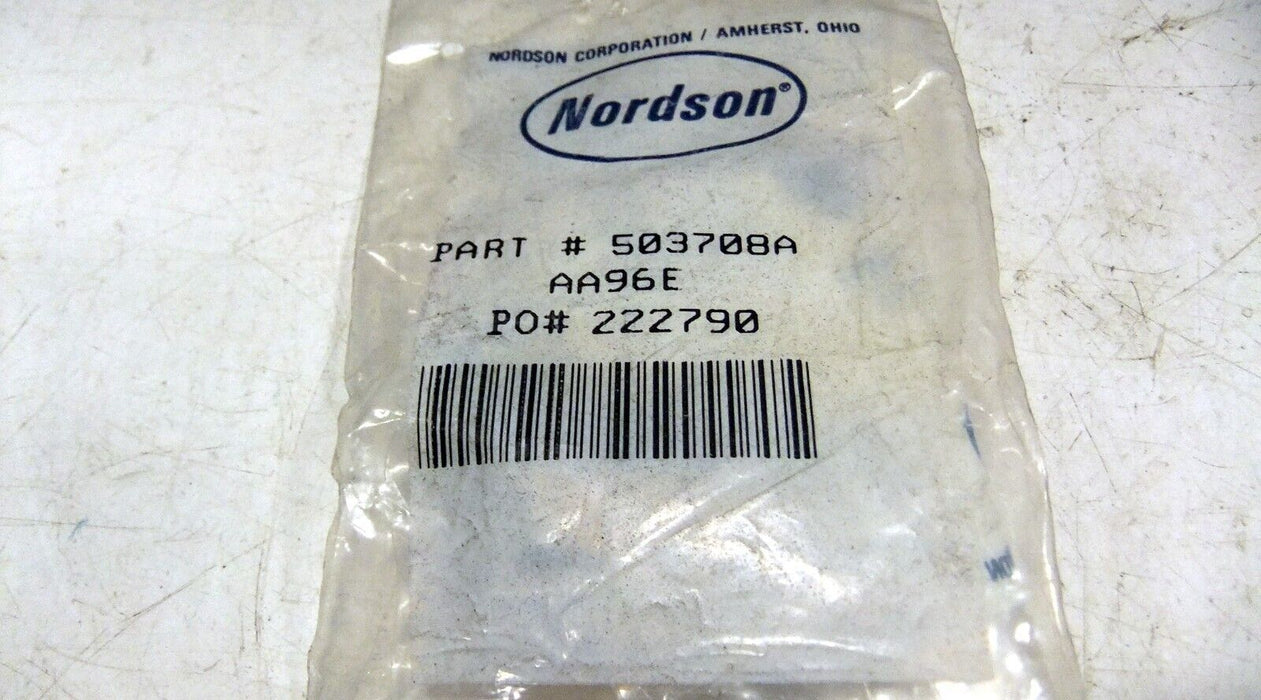 NORDSON CORPORATION / AMHERST, OHIO
Nordson®
PART # 503708A
AA96E
PO# 222790